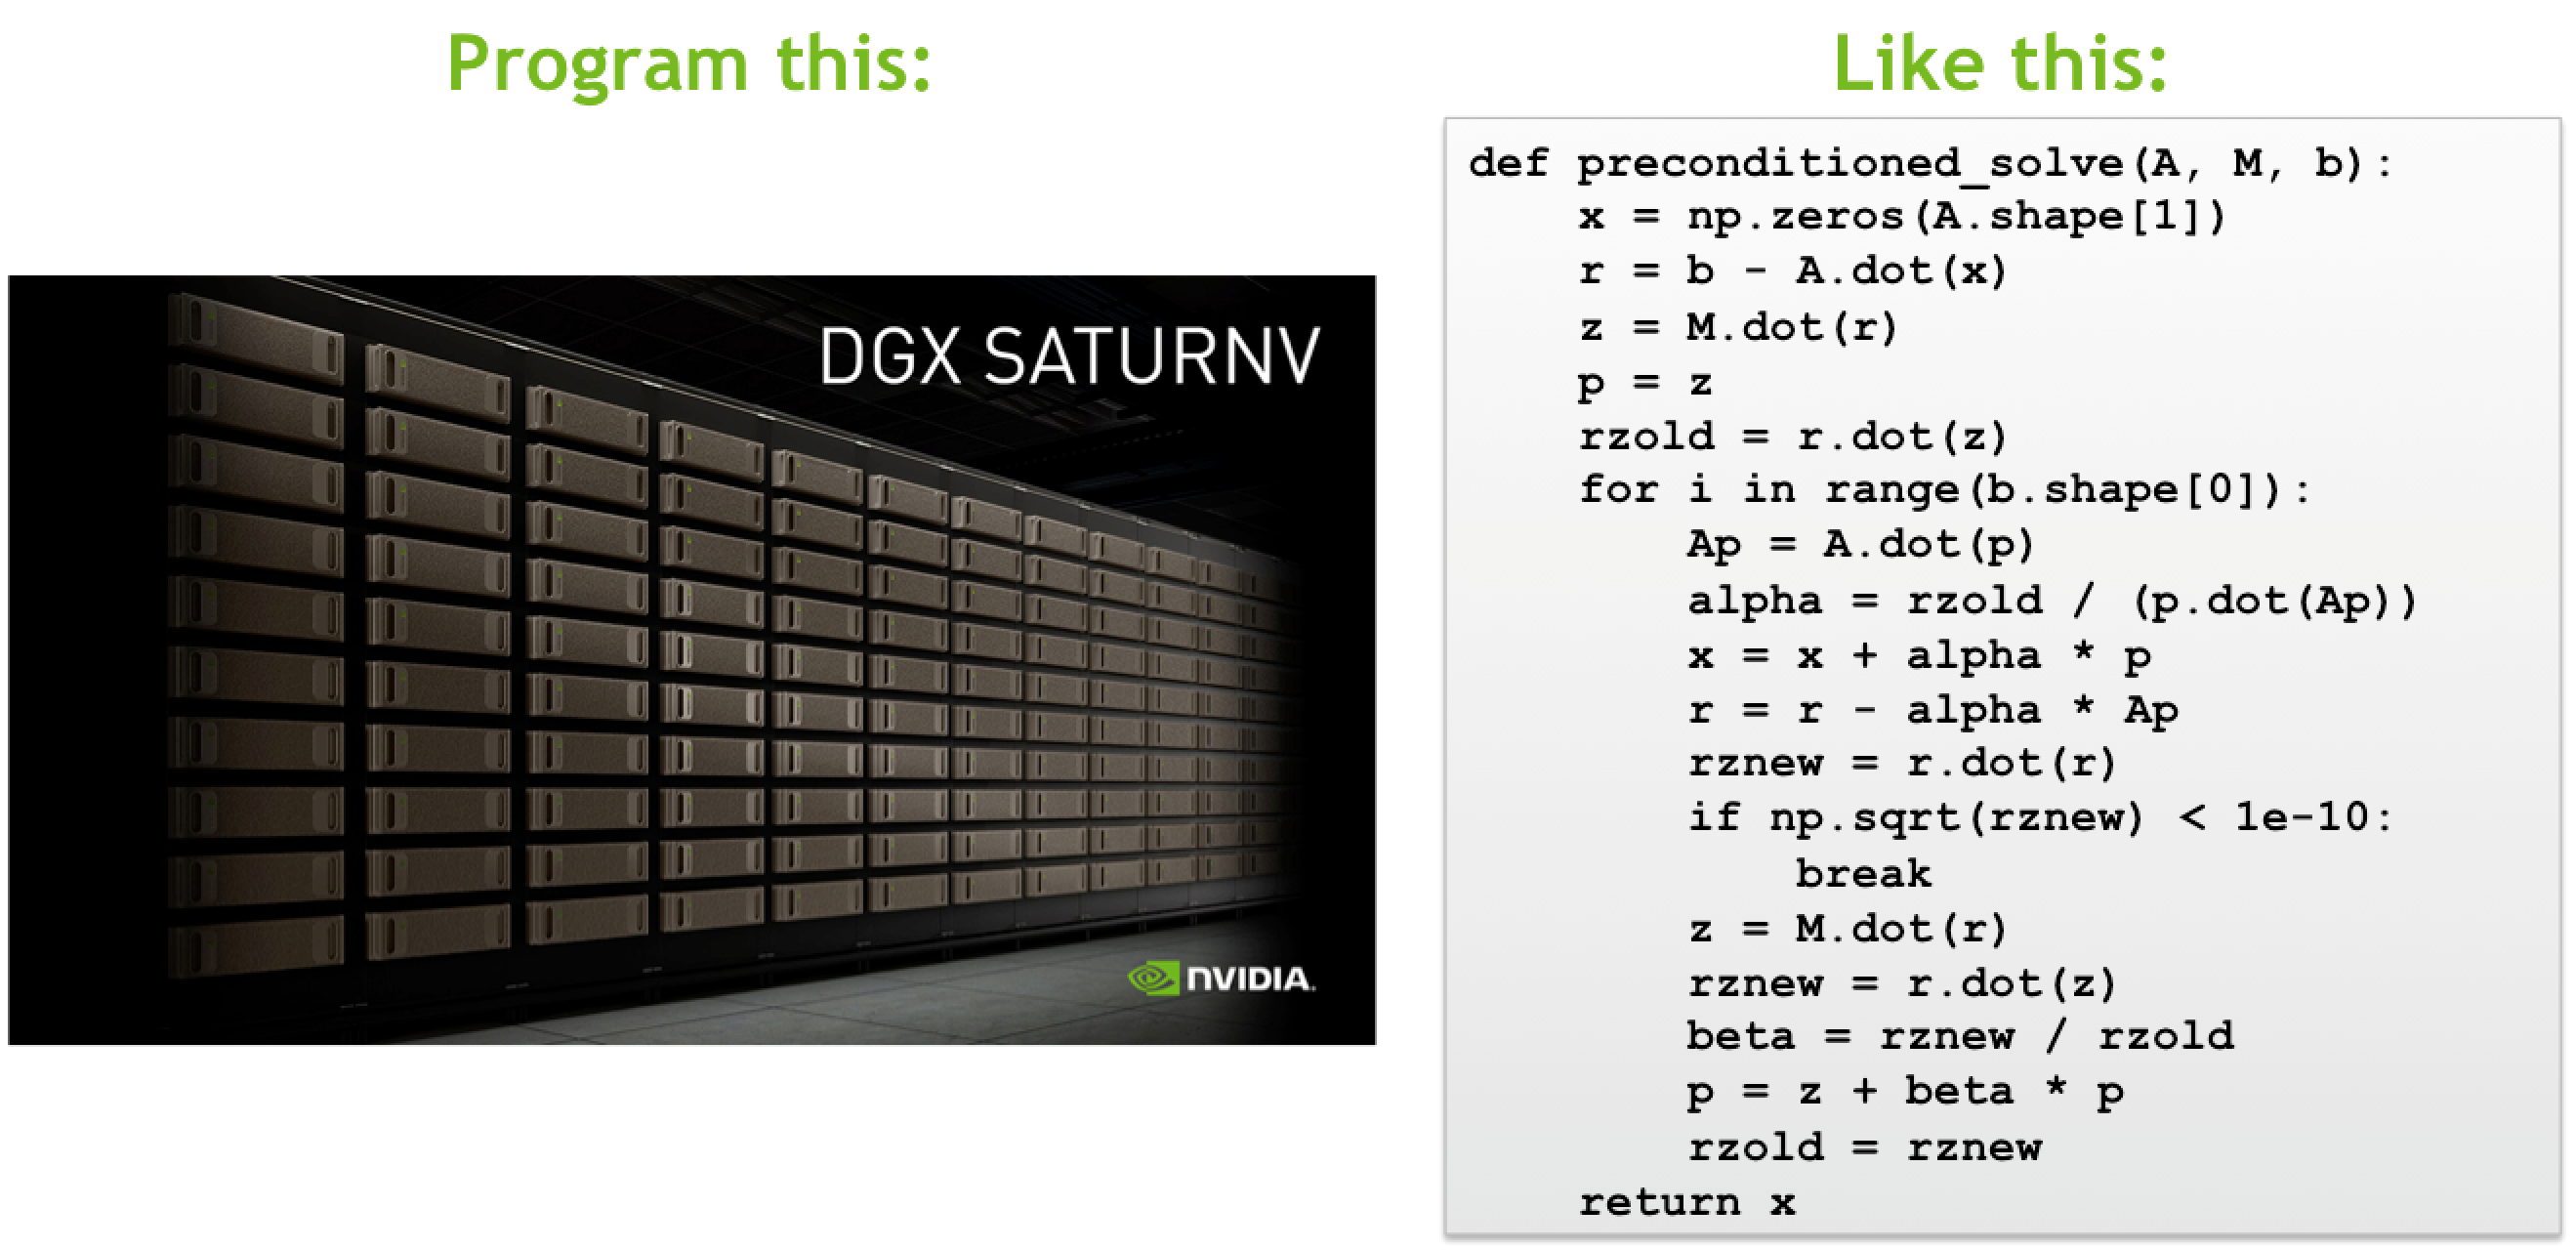 Program this:
DGX SATURNV
NVIDIA.
Like this:
def preconditioned_solve(A, M, b):
    x = np.zeros(A.shape[1])
    r = b - A.dot(x)
    z = M.dot(r)
    p = z
    rzold = r.dot(z)
    for i in range(b.shape[0]):
        Ap = A.dot(p)
        alpha = rzold / (p.dot(Ap))
        x = x + alpha * p
        r = r - alpha * Ap
        rznew = r.dot(r)
        if np.sqrt(rznew) < 1e-10:
            break
        z = M.dot(r)
        rznew = r.dot(z)
        beta = rznew / rzold
        p = z + beta * p
        rzold = rznew
    return x